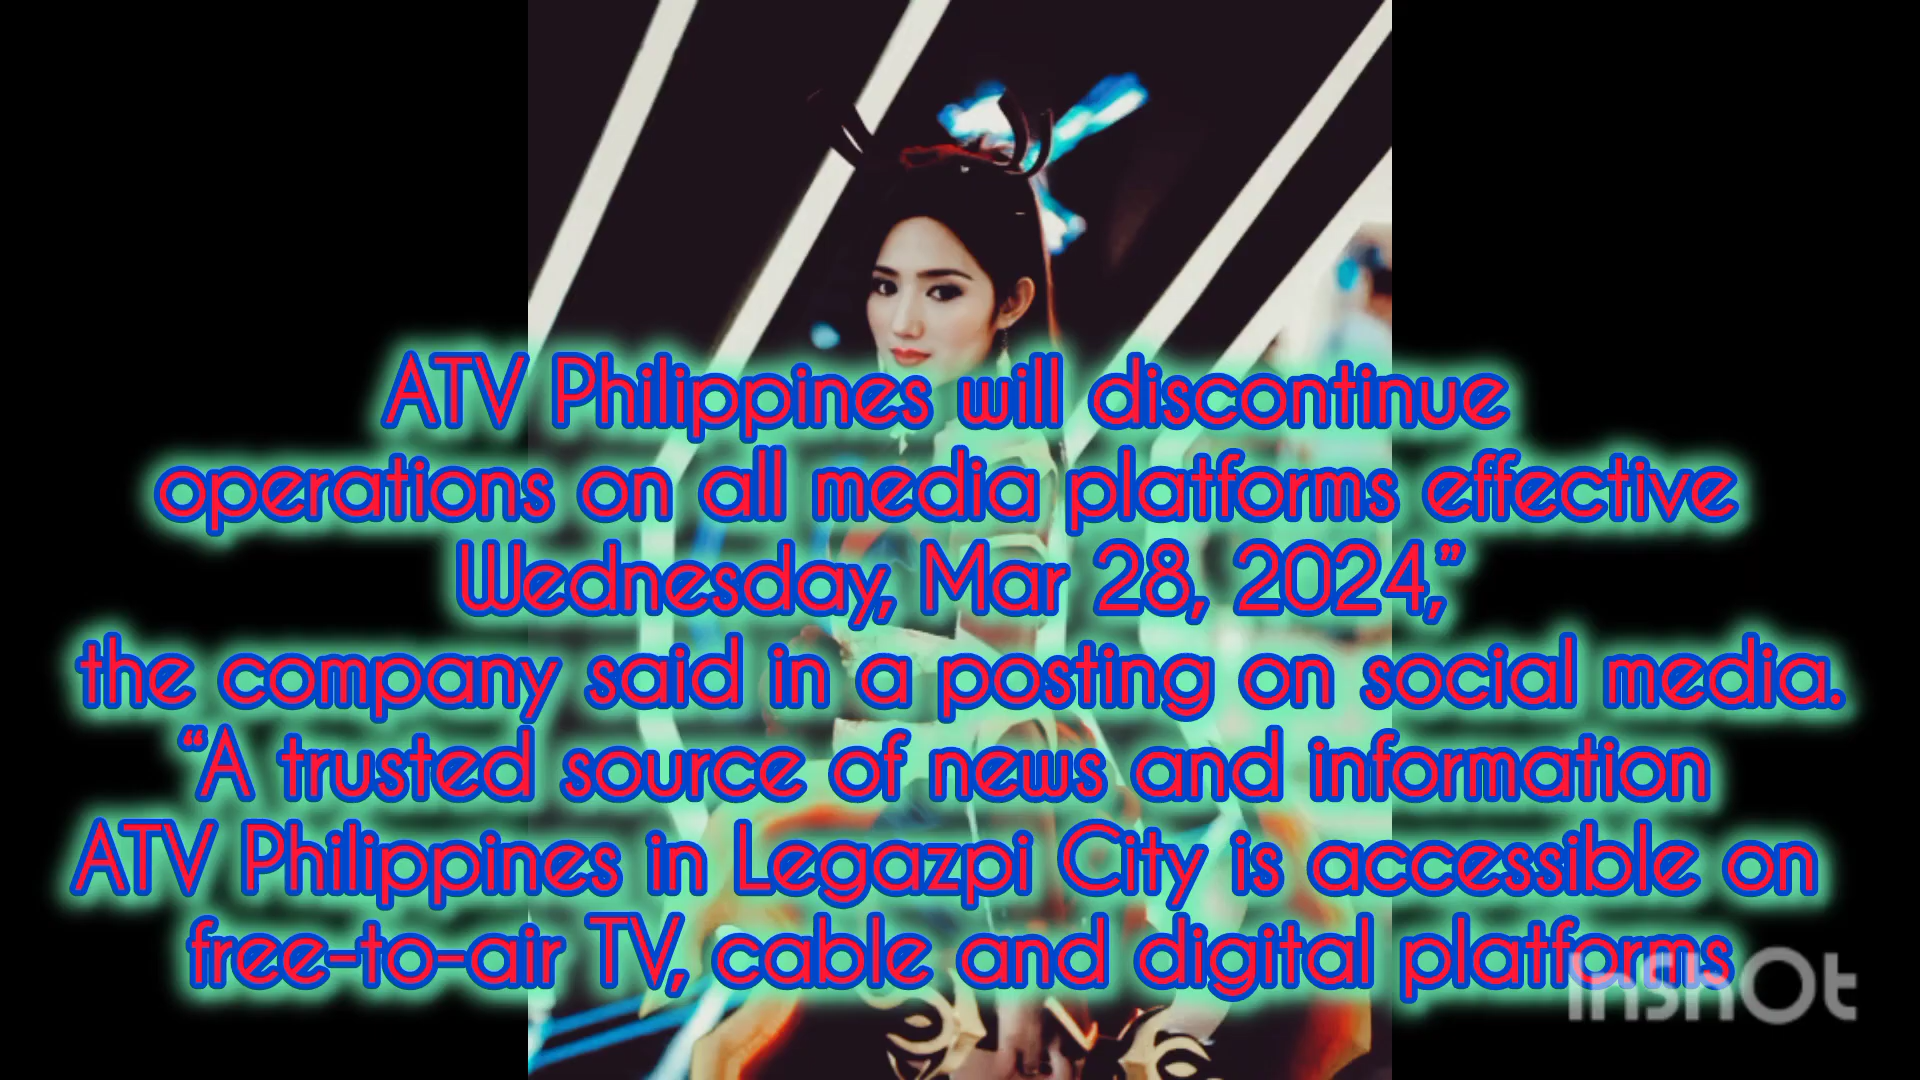 ATV Philippines will discontinue
operations on all media platforms effective
Wednesday, Mar 28, 2024,”
the company said in a posting on social media.
“A trusted source of news and information
ATV Philippines in Legazpi City is accessible on
free-to-air TV, cable and digital platforms
InShOt